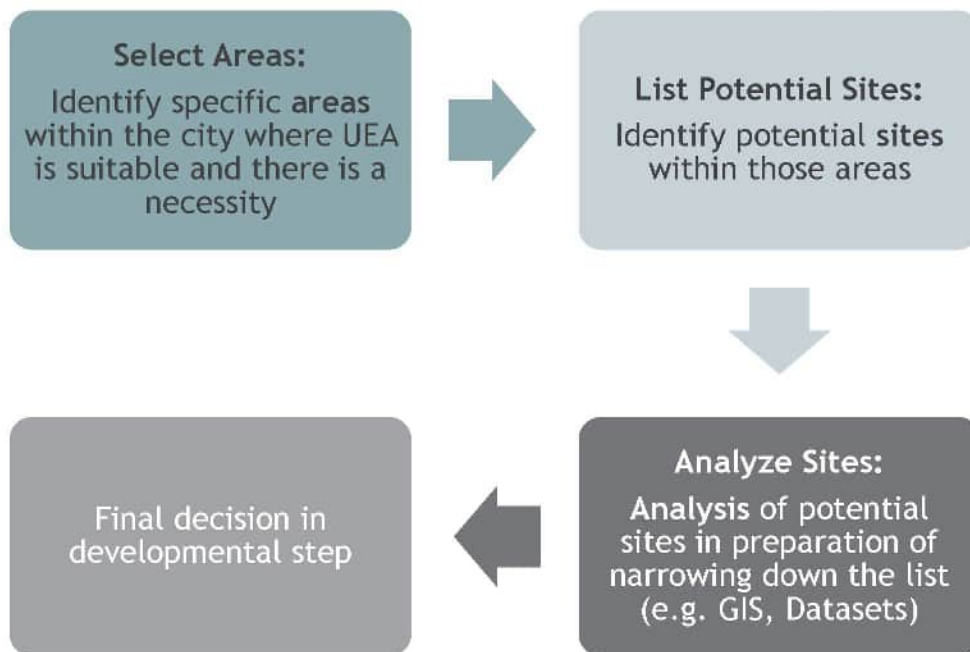 Select Areas:
Identify specific areas
within the city where UEA
is suitable and there is a
necessity
List Potential Sites:
Identify potential sites
within those areas
Analyze Sites:
Analysis of potential
sites in preparation of
narrowing down the list
(e.g. GIS, Datasets)
Final decision in
developmental step